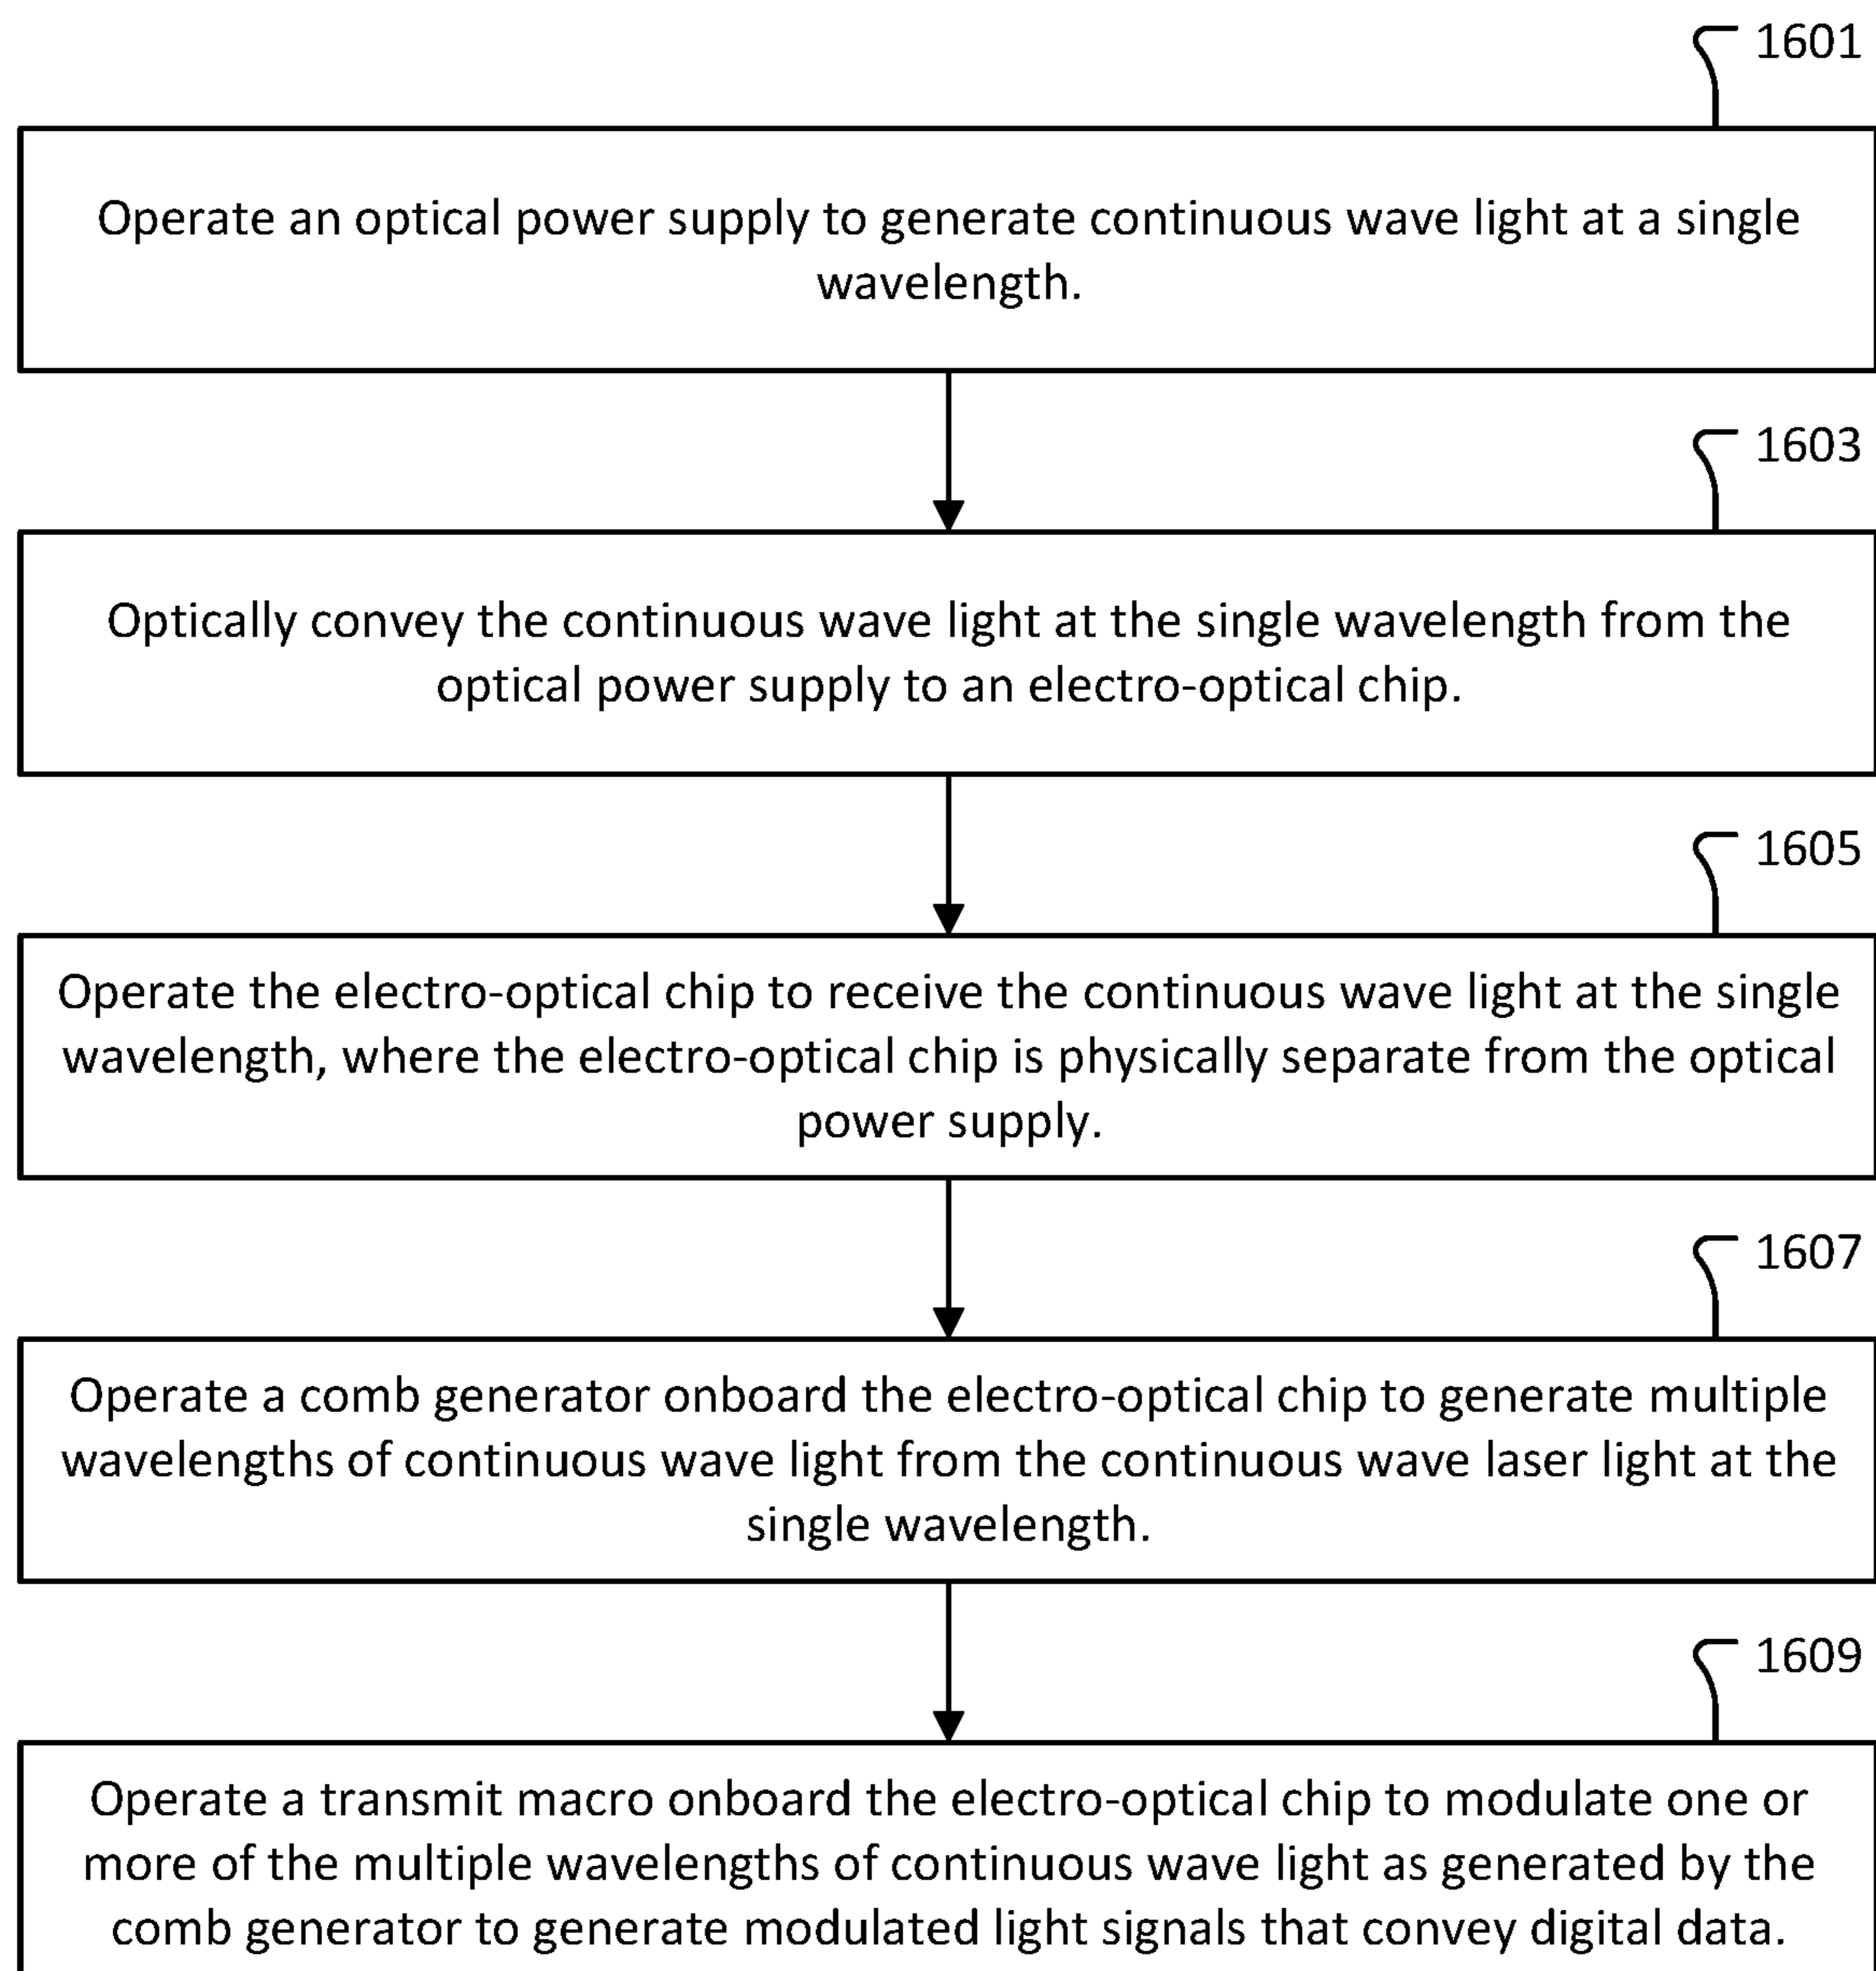 1601
Operate an optical power supply to generate continuous wave light at a single
wavelength.
1603
Optically convey the continuous wave light at the single wavelength from the
optical power supply to an electro-optical chip.
1605
Operate the electro-optical chip to receive the continuous wave light at the single
wavelength, where the electro-optical chip is physically separate from the optical
power supply.
1607
Operate a comb generator onboard the electro-optical chip to generate multiple
wavelengths of continuous wave light from the continuous wave laser light at the
single wavelength.
1609
Operate a transmit macro onboard the electro-optical chip to modulate one or
more of the multiple wavelengths of continuous wave light as generated by the
comb generator to generate modulated light signals that convey digital data.